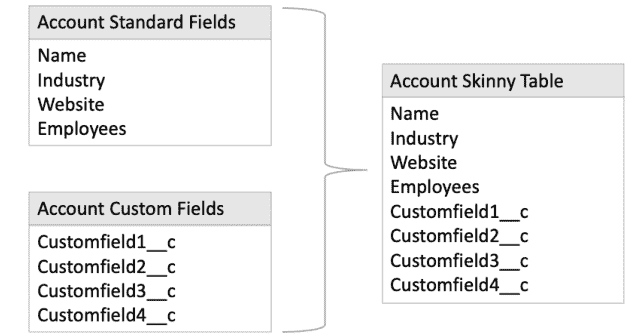 Account Standard Fields
Name
Industry
Website
Employees
Account Custom Fields
Customfield1__c
Customfield2__c
Customfield3__c
Customfield4__c
Account Skinny Table
Name
Industry
Website
Employees
Customfield1__c
Customfield2__c
Customfield3__c
Customfield4__c